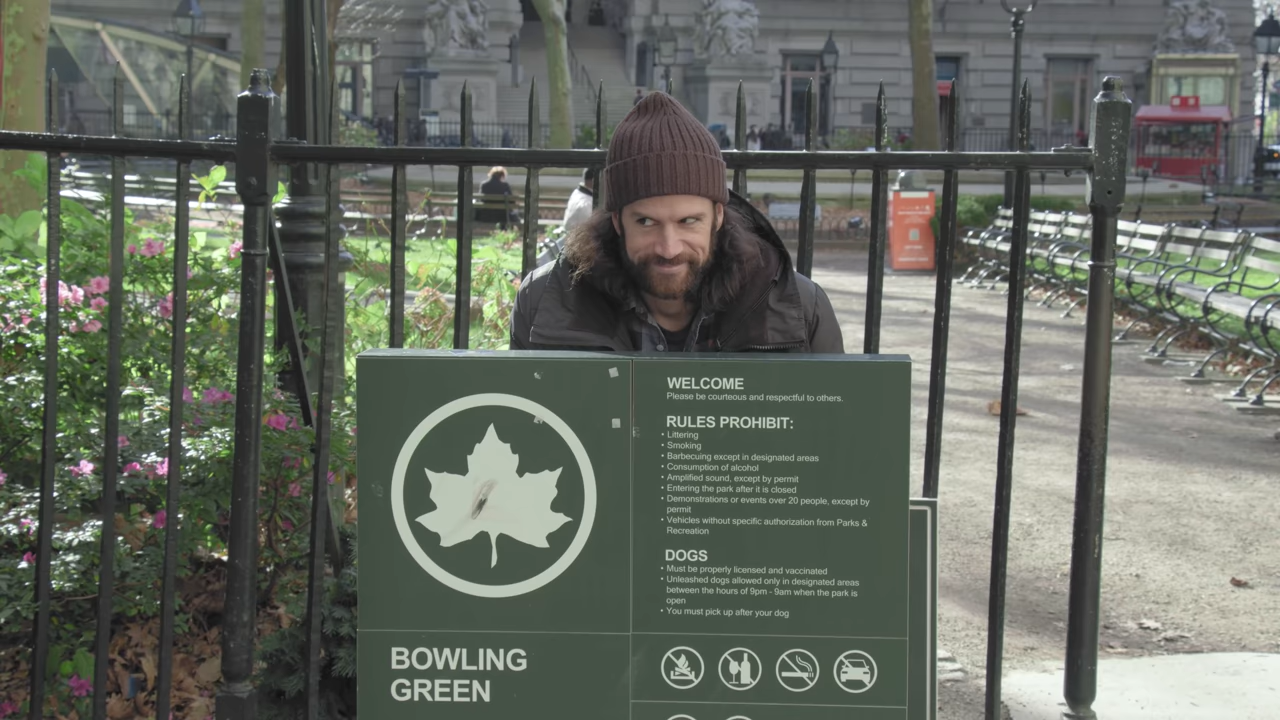 WELCOME
Please be courteous and respectful to others.
RULES PROHIBIT:
• Littering
• Smoking
• Barbecuing except in designated areas
• Consumption of alcohol
• Amplified sound, except by permit
• Entering the park after it is closed
• Demonstrations or events over 20 people, except by
permit
• Vehicles without specific authorization from Parks &
Recreation
DOGS
• Must be properly licensed and vaccinated
• Unleashed dogs allowed only in designated areas
between the hours of 9pm - 9am when the park is
open
• You must pick up after your dog
BOWLING
GREEN